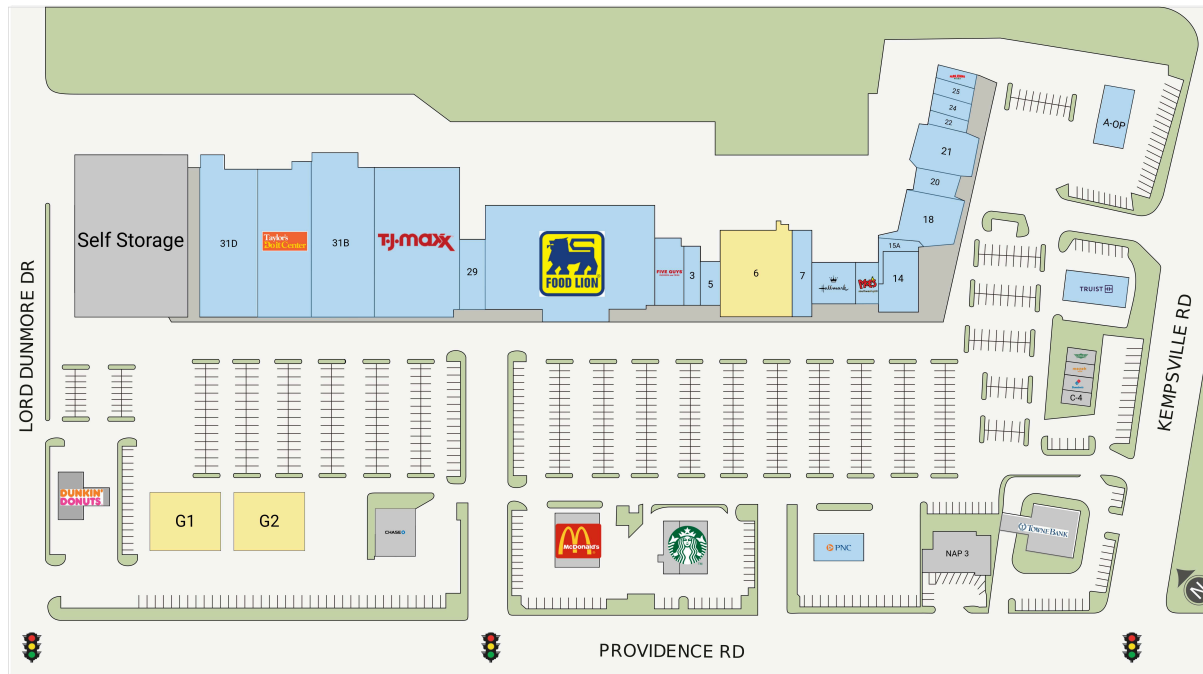 25
24
22
21
20
18
15A
14
A-OP
Self Storage
31D
Taylor's
Do it Center
31B
T·J·maxx
29
FOOD LION
FIVE GUYS
3
5
6
7
Hallmark
TRUIST
C-4
LORD DUNMORE DR
KEMPSVILLE RD
DUNKIN'
DONUTS
G1
G2
CHASE
McDonald's
PNC
NAP 3
TOWNEBANK
N
PROVIDENCE RD